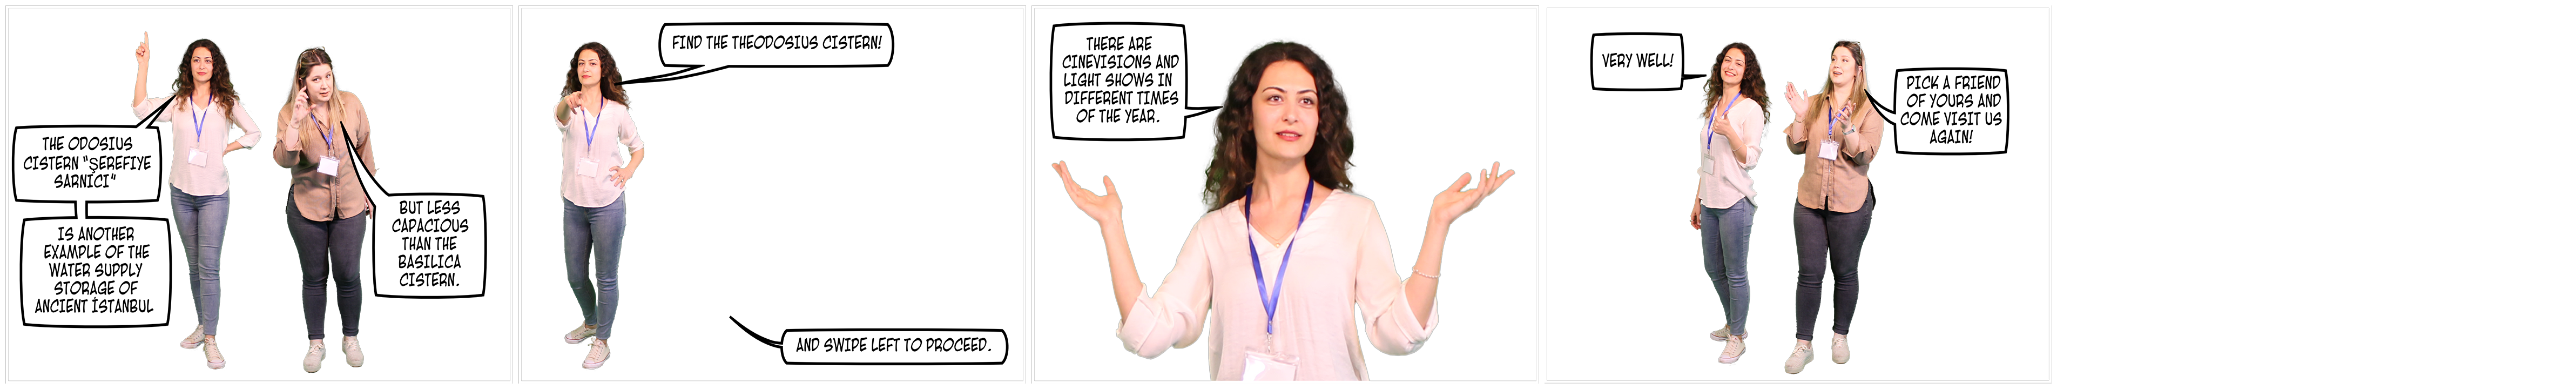 THE ODOSIUS
CISTERN "ŞEREFIYE
SARNICI"
IS ANOTHER
EXAMPLE OF THE
WATER SUPPLY
STORAGE OF
ANCIENT İSTANBUL
BUT LESS
CAPACIOUS
THAN THE
BASILICA
CISTERN.
FIND THE THEODOSIUS CISTERN!
AND SWIPE LEFT TO PROCEED.
THERE ARE
CINEVISIONS AND
LIGHT SHOWS IN
DIFFERENT TIMES
OF THE YEAR.
VERY WELL!
PICK A FRIEND
OF YOURS AND
COME VISIT US
AGAIN!